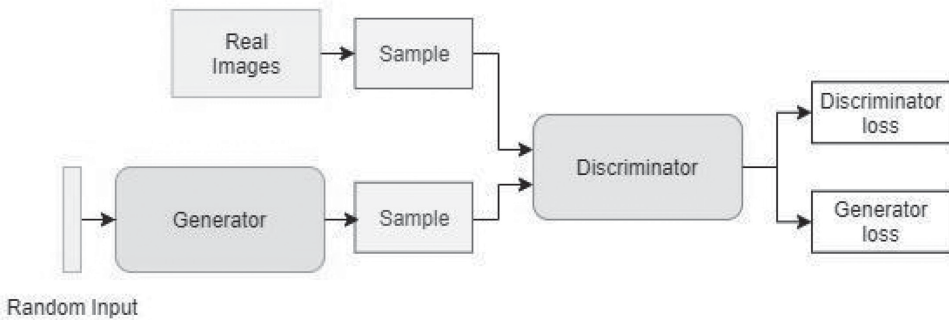 Real
Images
Sample
Discriminator
loss
Discriminator
Generator
Sample
Generator
loss
Random Input